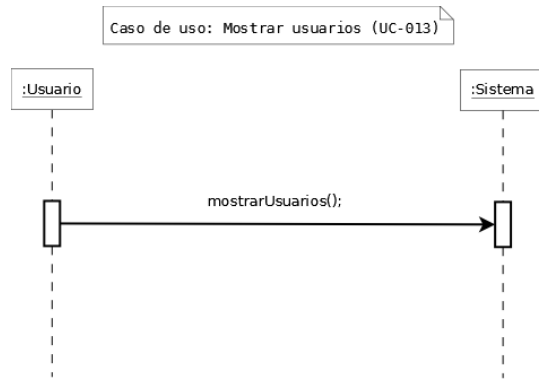 Caso de uso: Mostrar usuarios (UC-013)
:Usuario
:Sistema
mostrarUsuarios();